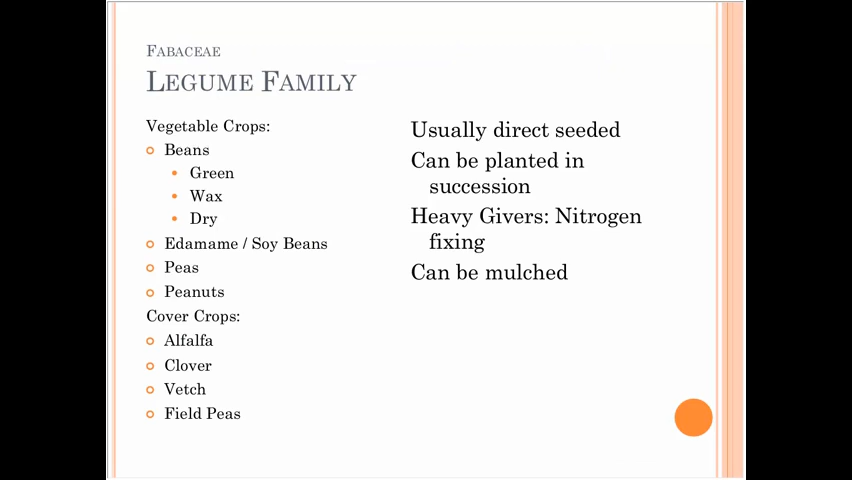 FABACEAE
LEGUME FAMILY
Vegetable Crops:
Beans
Green
Wax
Dry
Edamame / Soy Beans
Peas
Peanuts
Cover Crops:
Alfalfa
Clover
Vetch
Field Peas
Usually direct seeded
Can be planted in
succession
Heavy Givers: Nitrogen
fixing
Can be mulched